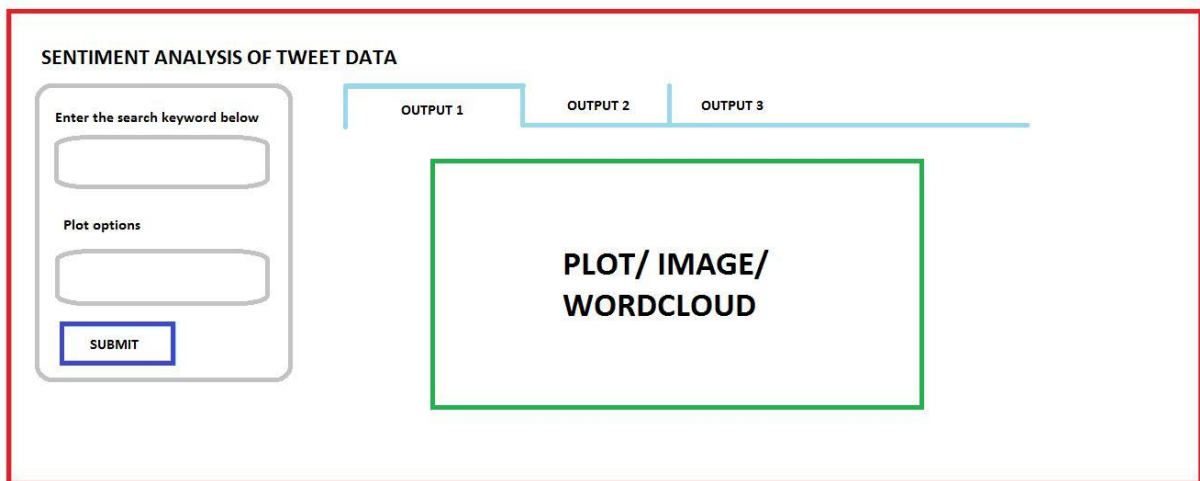 SENTIMENT ANALYSIS OF TWEET DATA
Enter the search keyword below
Plot options
SUBMIT
OUTPUT 1
OUTPUT 2
OUTPUT 3
PLOT/ IMAGE/
WORDCLOUD